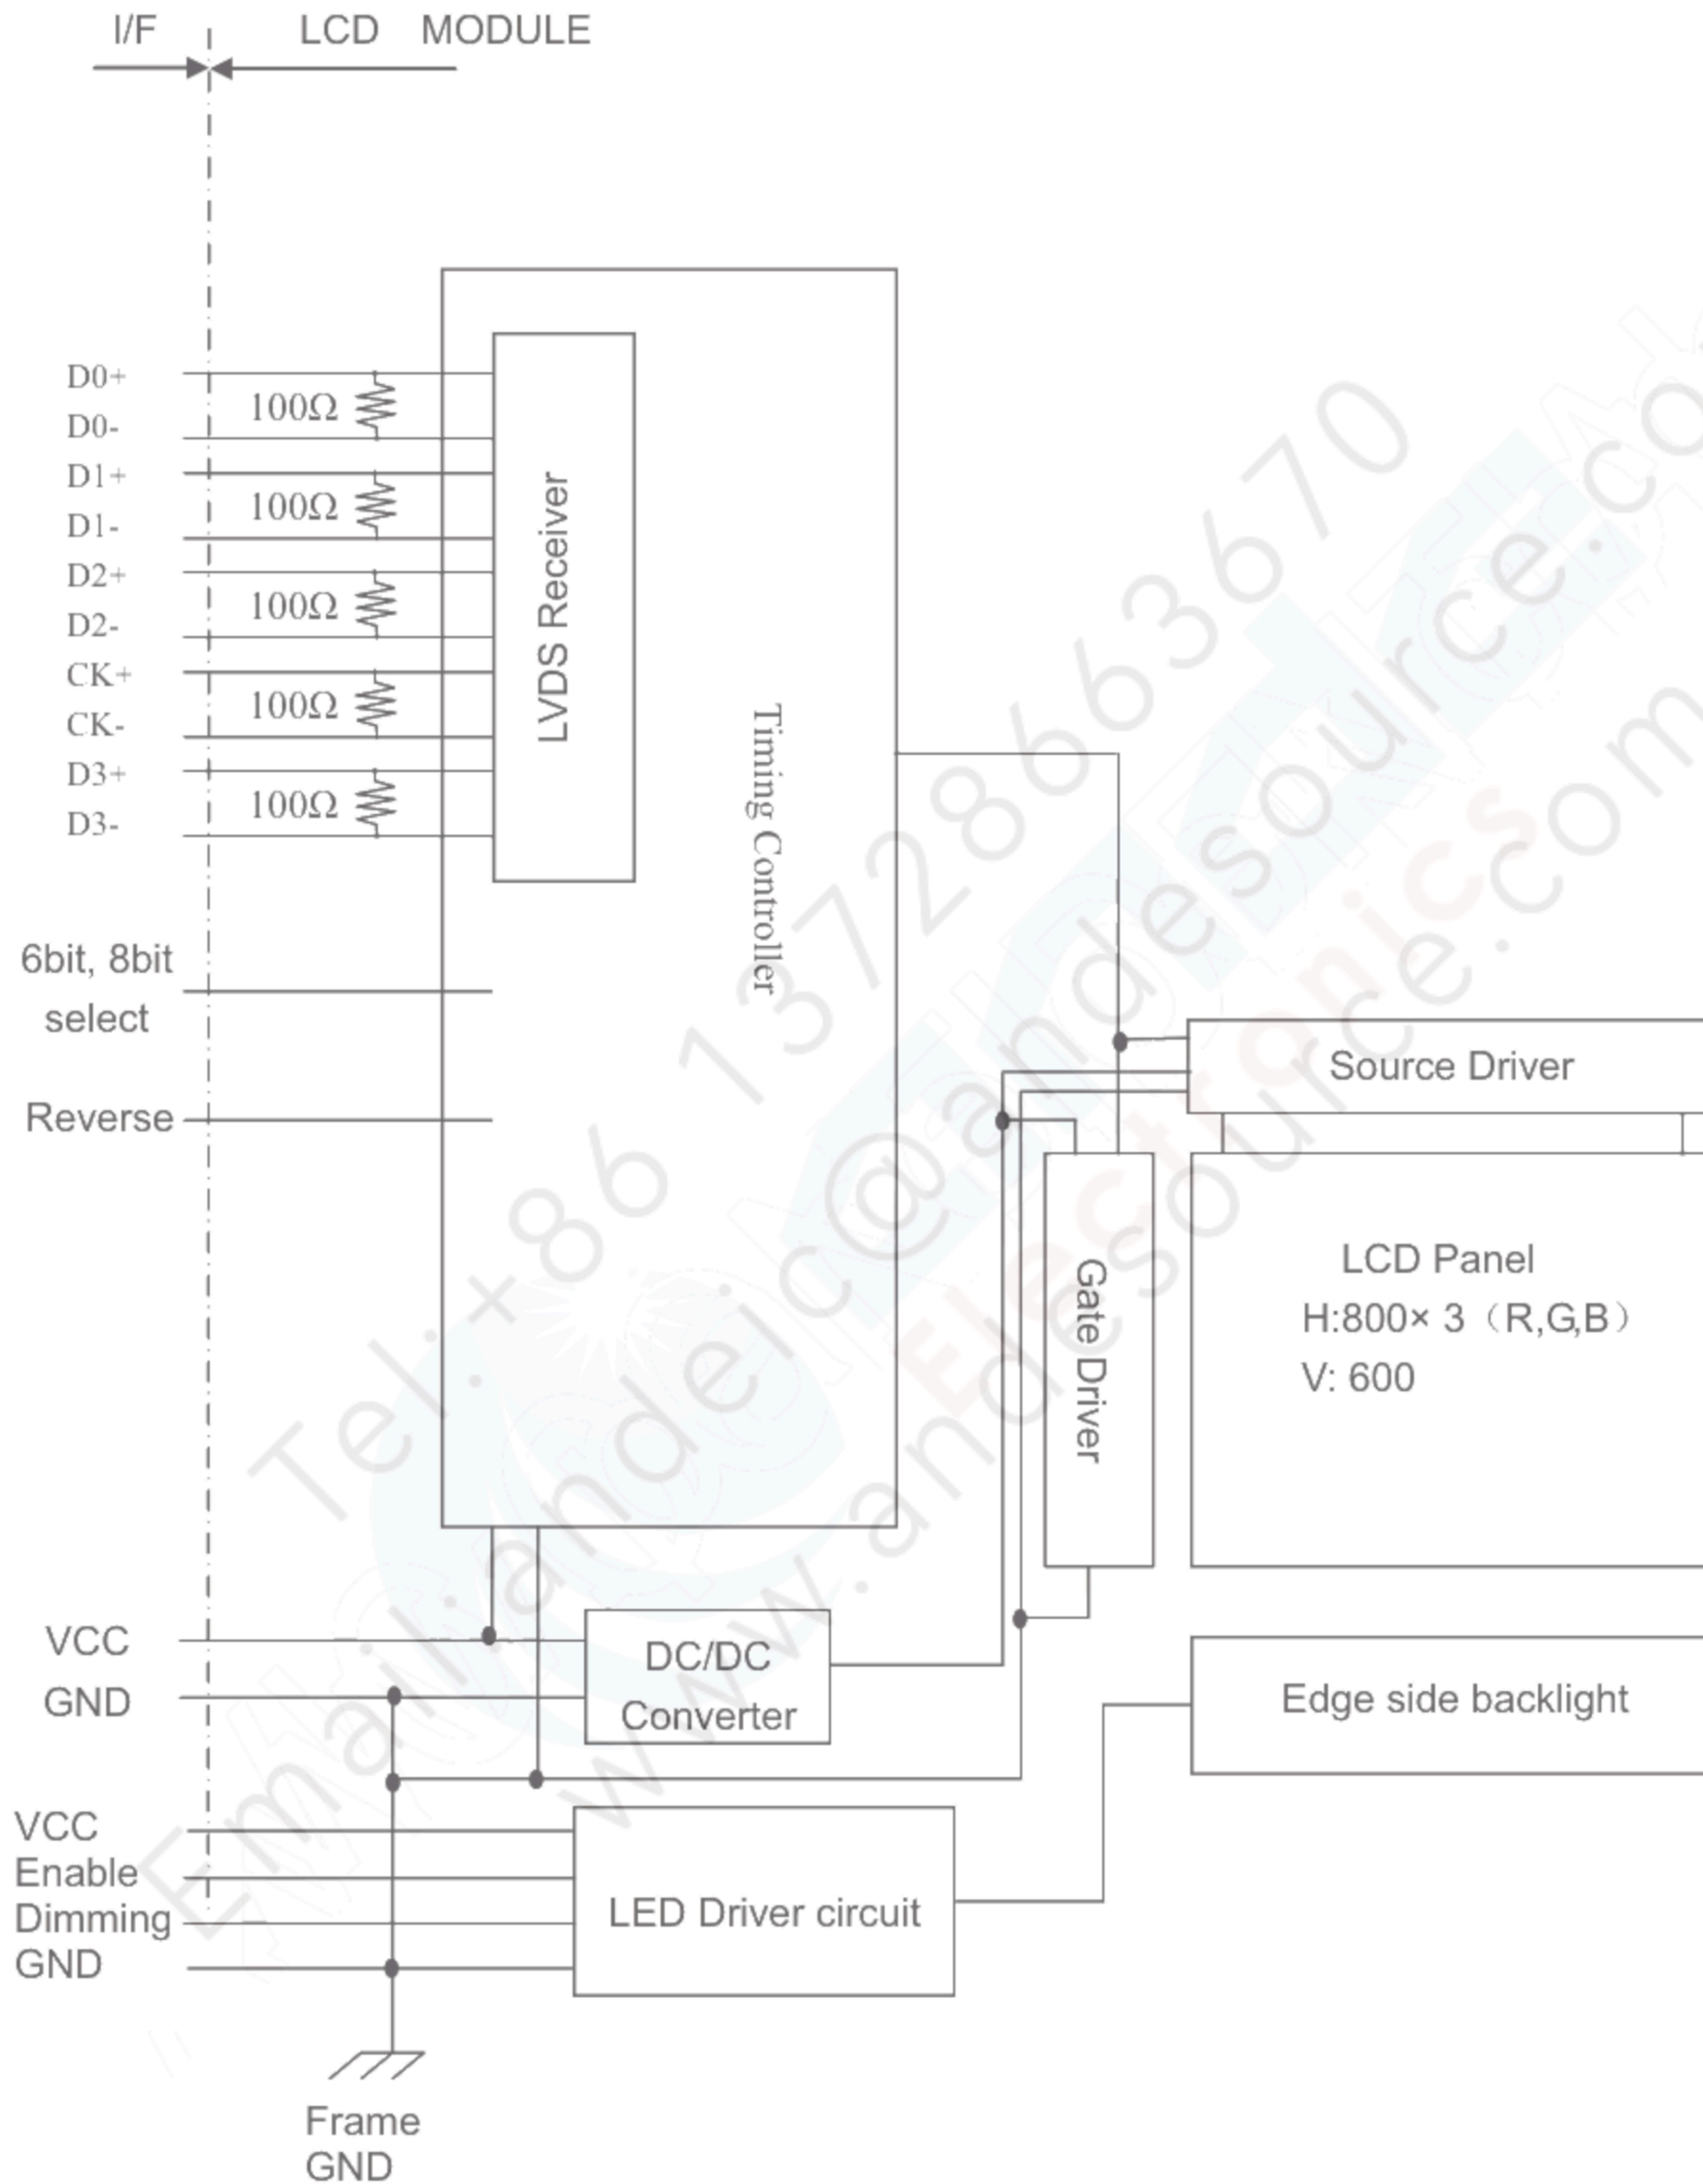 I/F LCD MODULE
D0+
100Ω
D0-
D1+
100Ω
D1-
D2+
100Ω
D2-
CK+
100Ω
CK-
D3+
100Ω
D3-
LVDS Receiver
Timing Controller
6bit, 8bit
select
Reverse
Source Driver
Gate Driver
LCD Panel
H:800× 3（R,G,B）
V: 600
VCC
GND
DC/DC
Converter
Edge side backlight
VCC
Enable
Dimming
GND
LED Driver circuit
Frame
GND
Tel:+86 13728663670
Email:andelc@andesource.co
www.andesource.com
Electronics